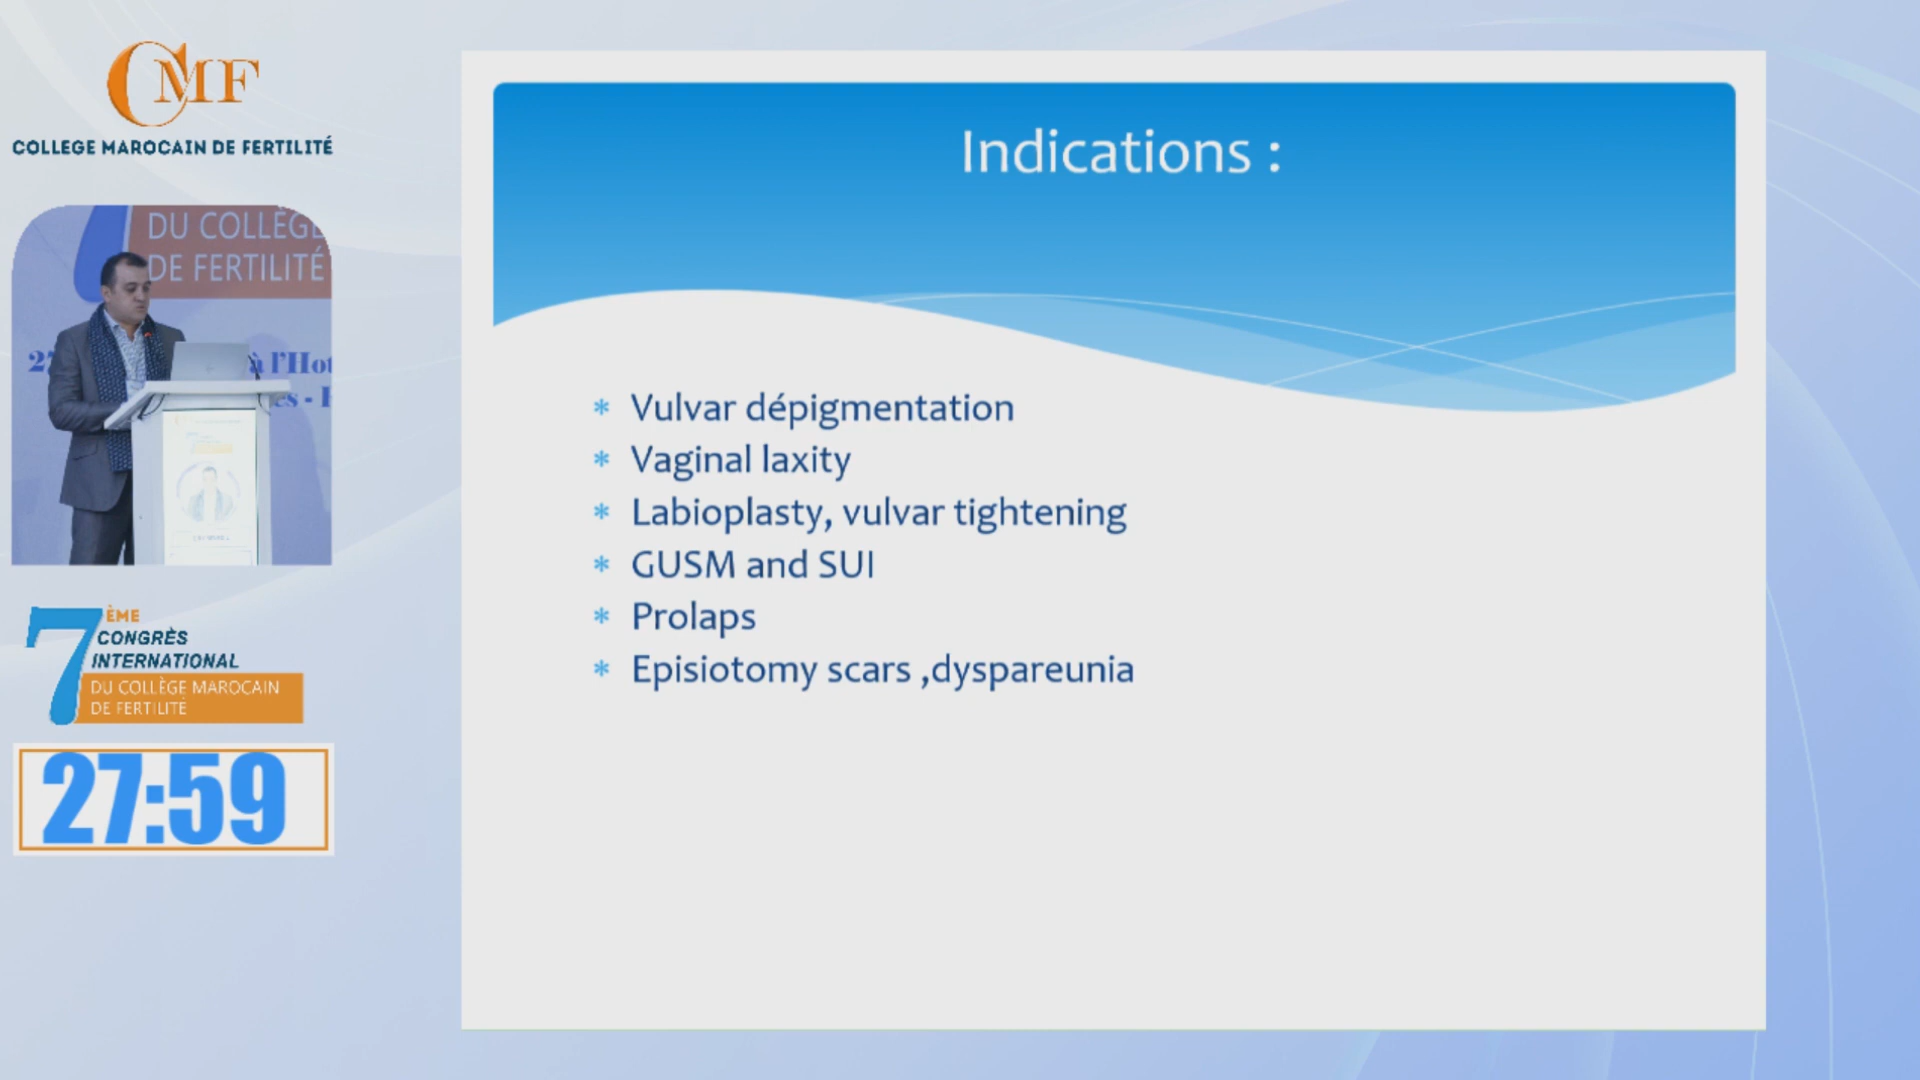 CMF
COLLEGE MAROCAIN DE FERTILITÉ
DU COLLÈGE
DE FERTILITÉ
à l'Hot
7ÈME
CONGRÈS
INTERNATIONAL
DU COLLÈGE MAROCAIN
DE FERTILITÉ
27:59
Indications :
* Vulvar dépigmentation
* Vaginal laxity
* Labioplasty, vulvar tightening
* GUSM and SUI
* Prolaps
* Episiotomy scars ,dyspareunia